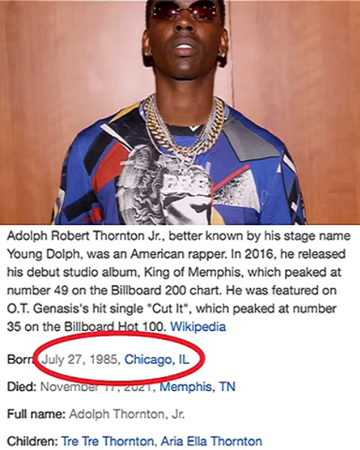 Adolph Robert Thornton Jr., better known by his stage name
Young Dolph, was an American rapper. In 2016, he released
his debut studio album, King of Memphis, which peaked at
number 49 on the Billboard 200 chart. He was featured on
O.T. Genasis's hit single "Cut It", which peaked at number
35 on the Billboard Hot 100. Wikipedia
Born: July 27, 1985, Chicago, IL
Died: November 17, 2021, Memphis, TN
Full name: Adolph Thornton, Jr.
Children: Tre Tre Thornton, Aria Ella Thornton